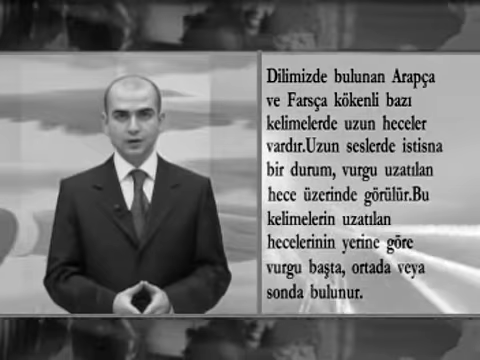 Dilimizde bulunan Arapça
ve Farsça kökenli bazı
kelimelerde uzun heceler
vardır.Uzun seslerde istisna
bir durum, vurgu uzatılan
hece üzerinde görülür.Bu
kelimelerin uzatılan
hecelerinin yerine göre
vurgu başta, ortada veya
sonda bulunur.